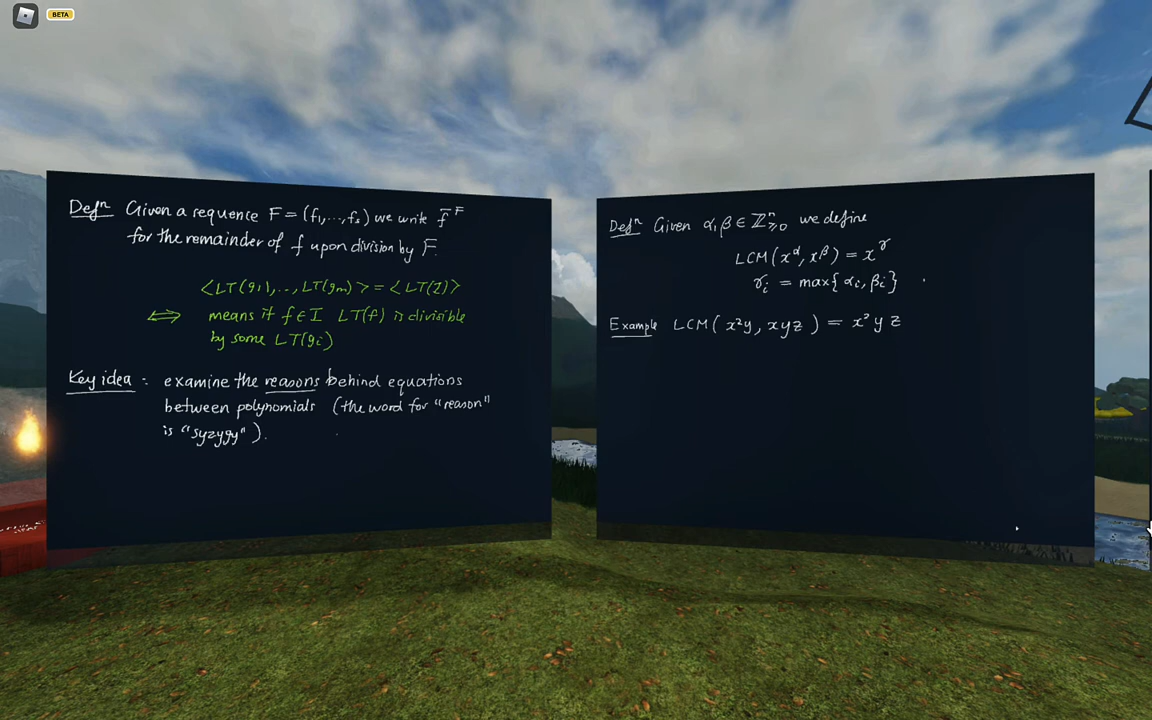 BETA
Defⁿ Given a sequence F = (f₁,...,fₛ) we write f̄ᶠ
for the remainder of f upon division by F.
⟨LT(g₁),...,LT(gₘ)⟩ = ⟨LT(I)⟩
⟺ means if f ∈ I LT(f) is divisible
by some LT(gᵢ)
Key idea : examine the reasons behind equations
between polynomials (the word for "reason"
is "syzygy").
Defⁿ Given α, β ∈ ℤⁿ≥0 we define
LCM(x^α, x^β) = x^γ
γᵢ = max{αᵢ, βᵢ}.
Example LCM(x²y, xyz) = x²yz